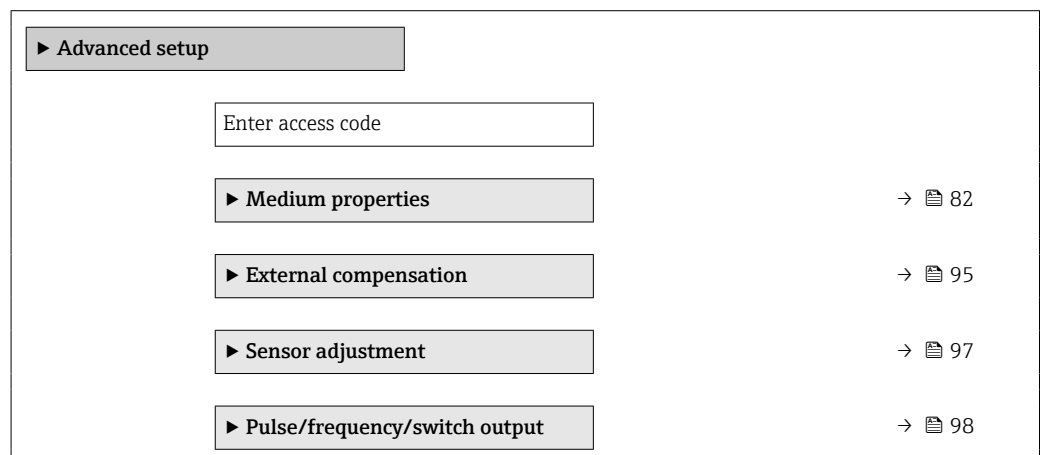 ▶ Advanced setup
Enter access code
▶ Medium properties → 82
▶ External compensation → 95
▶ Sensor adjustment → 97
▶ Pulse/frequency/switch output → 98